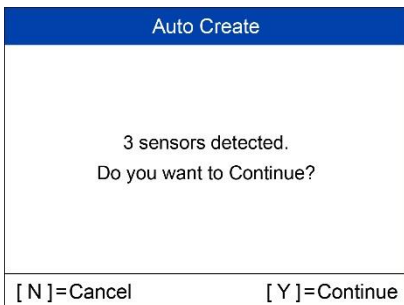 Auto Create
3 sensors detected.
Do you want to Continue?
[ N ]=Cancel [ Y ]=Continue